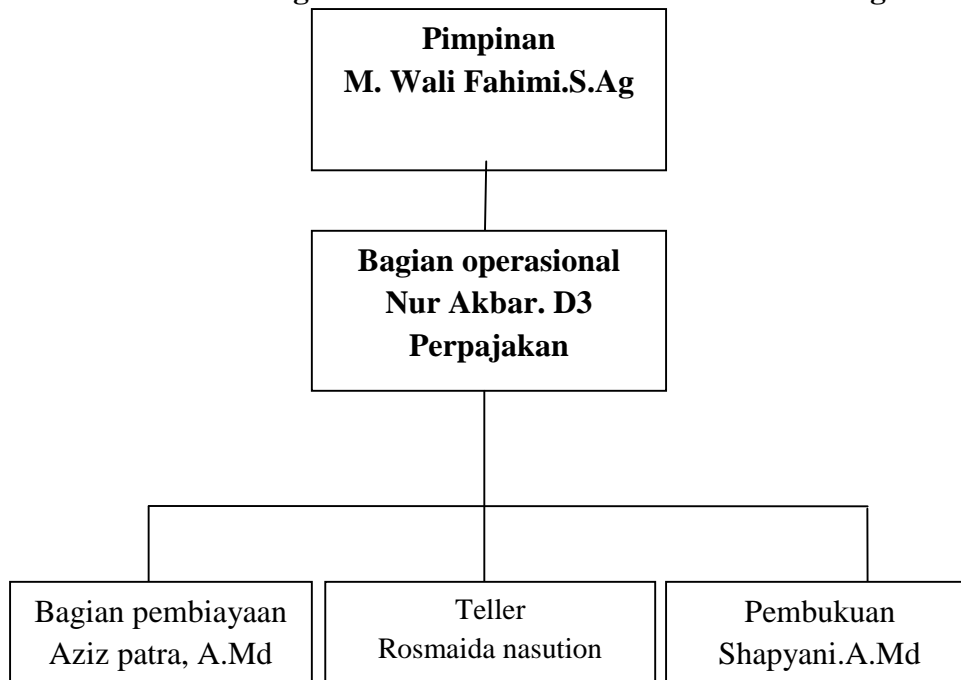 Pimpinan
M. Wali Fahimi.S.Ag
Bagian operasional
Nur Akbar. D3
Perpajakan
Bagian pembiayaan
Aziz patra, A.Md
Teller
Rosmaida nasution
Pembukuan
Shapyani.A.Md